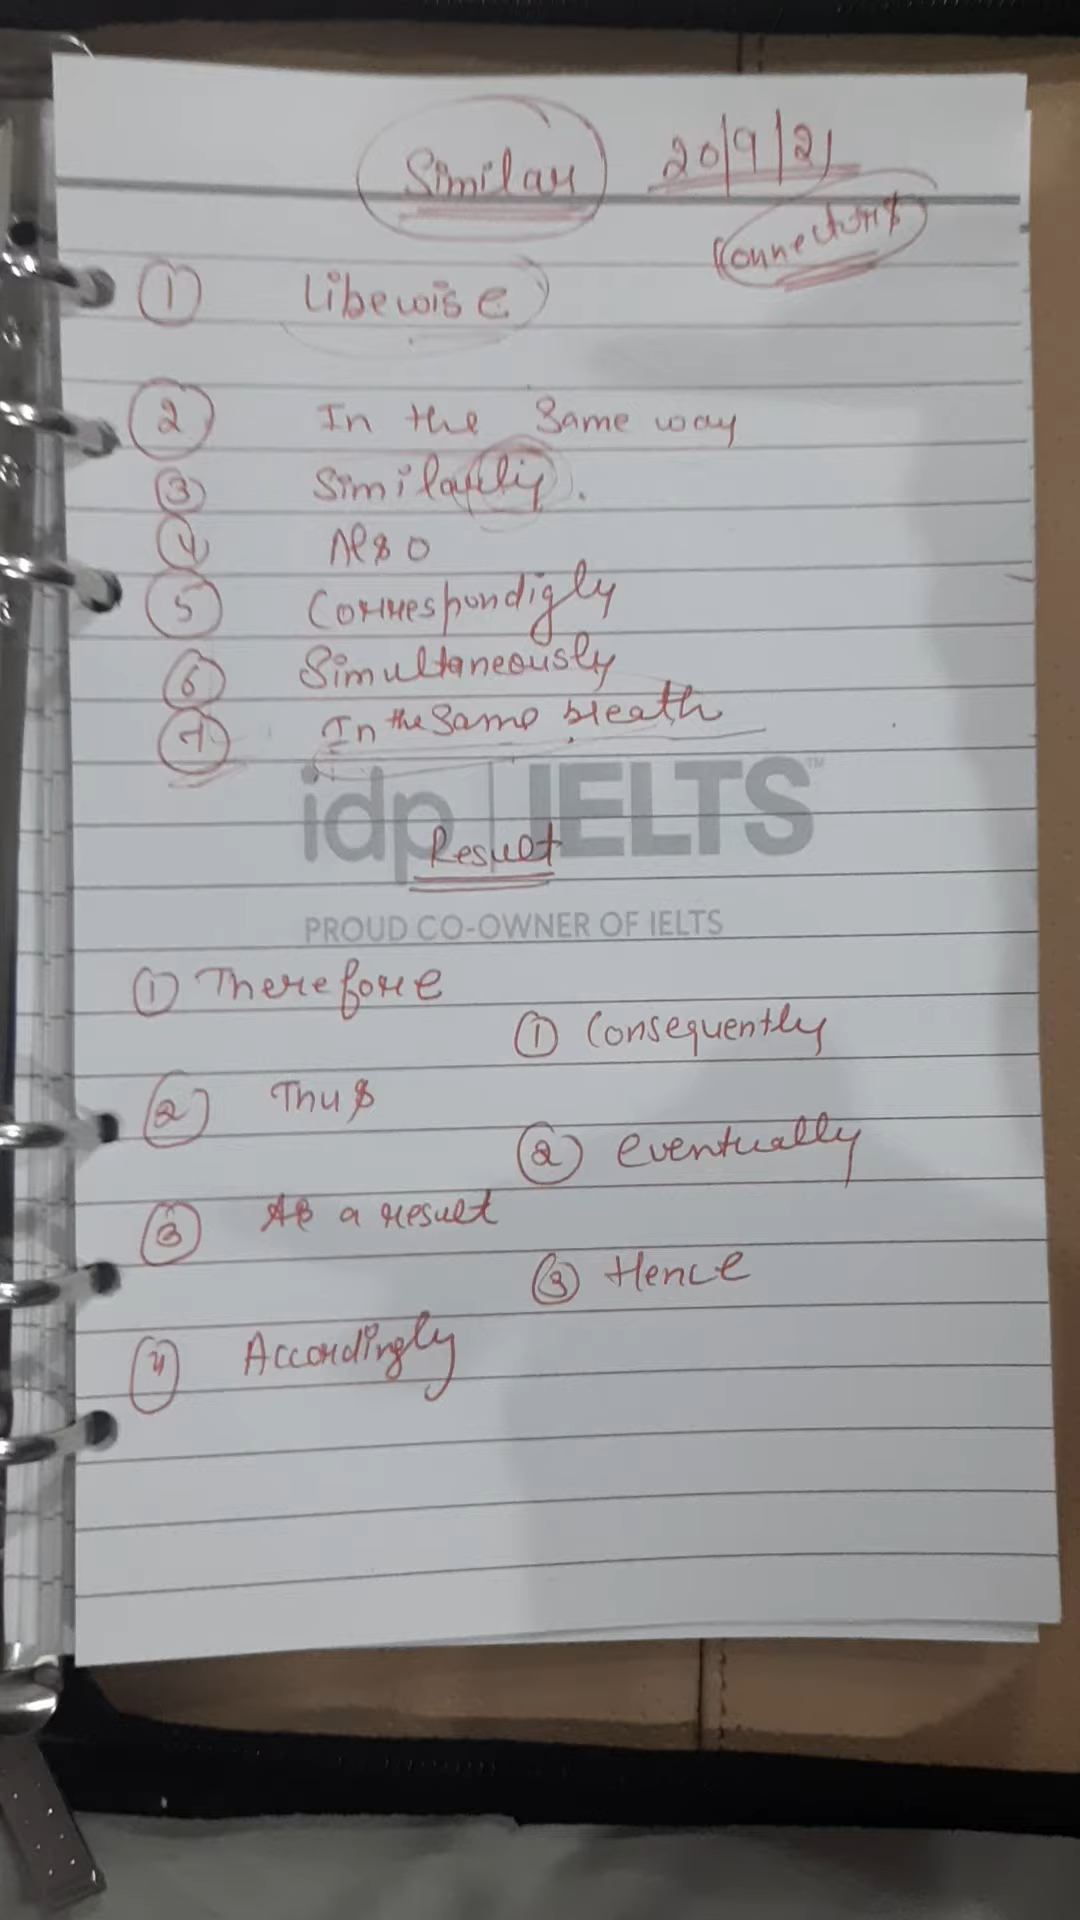 Similar 20/9/21
Connectors
1 Likewise
2 In the same way
3 Similarly.
4 Also
5 Correspondigly
6 Simultaneously
7 In the same breath
idp IELTS™
Result
PROUD CO-OWNER OF IELTS
1 Therefore
1 Consequently
2 Thus
2 eventually
3 As a result
3 Hence
4 Accordingly